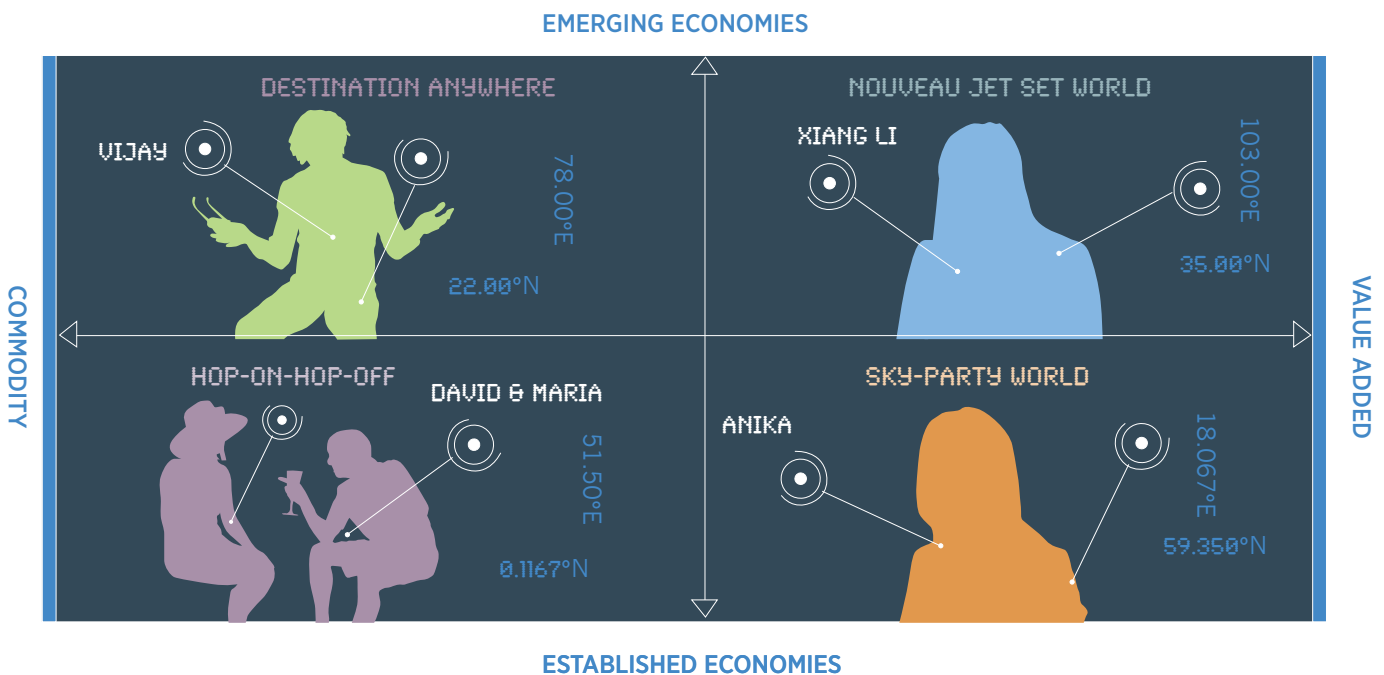 EMERGING ECONOMIES
DESTINATION ANYWHERE
VIJAY
78.00°E
22.00°N
NOUVEAU JET SET WORLD
XIANG LI
103.00°E
35.00°N
COMMODITY
VALUE ADDED
HOP-ON-HOP-OFF
DAVID & MARIA
51.50°E
0.1167°N
SKY-PARTY WORLD
ANIKA
18.067°E
59.350°N
ESTABLISHED ECONOMIES